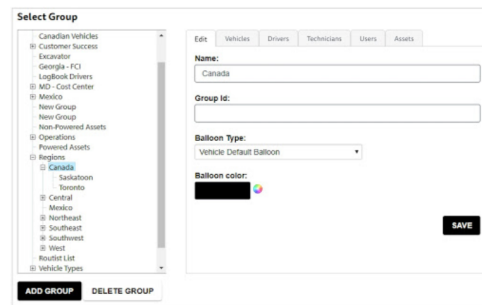 Select Group
Canadian Vehicles
Customer Success
Excavator
Georgia - FCI
LogBook Drivers
MD - Cost Center
Mexico
New Group
New Group
Non-Powered Assets
Operations
Powered Assets
Regions
Canada
Saskatoon
Toronto
Central
Mexico
Northeast
Southeast
Southwest
West
Routist List
Vehicle Types
ADD GROUP DELETE GROUP
Edit Vehicles Drivers Technicians Users Assets
Name:
Canada
Group Id:
Balloon Type:
Vehicle Default Balloon
Balloon color:
SAVE